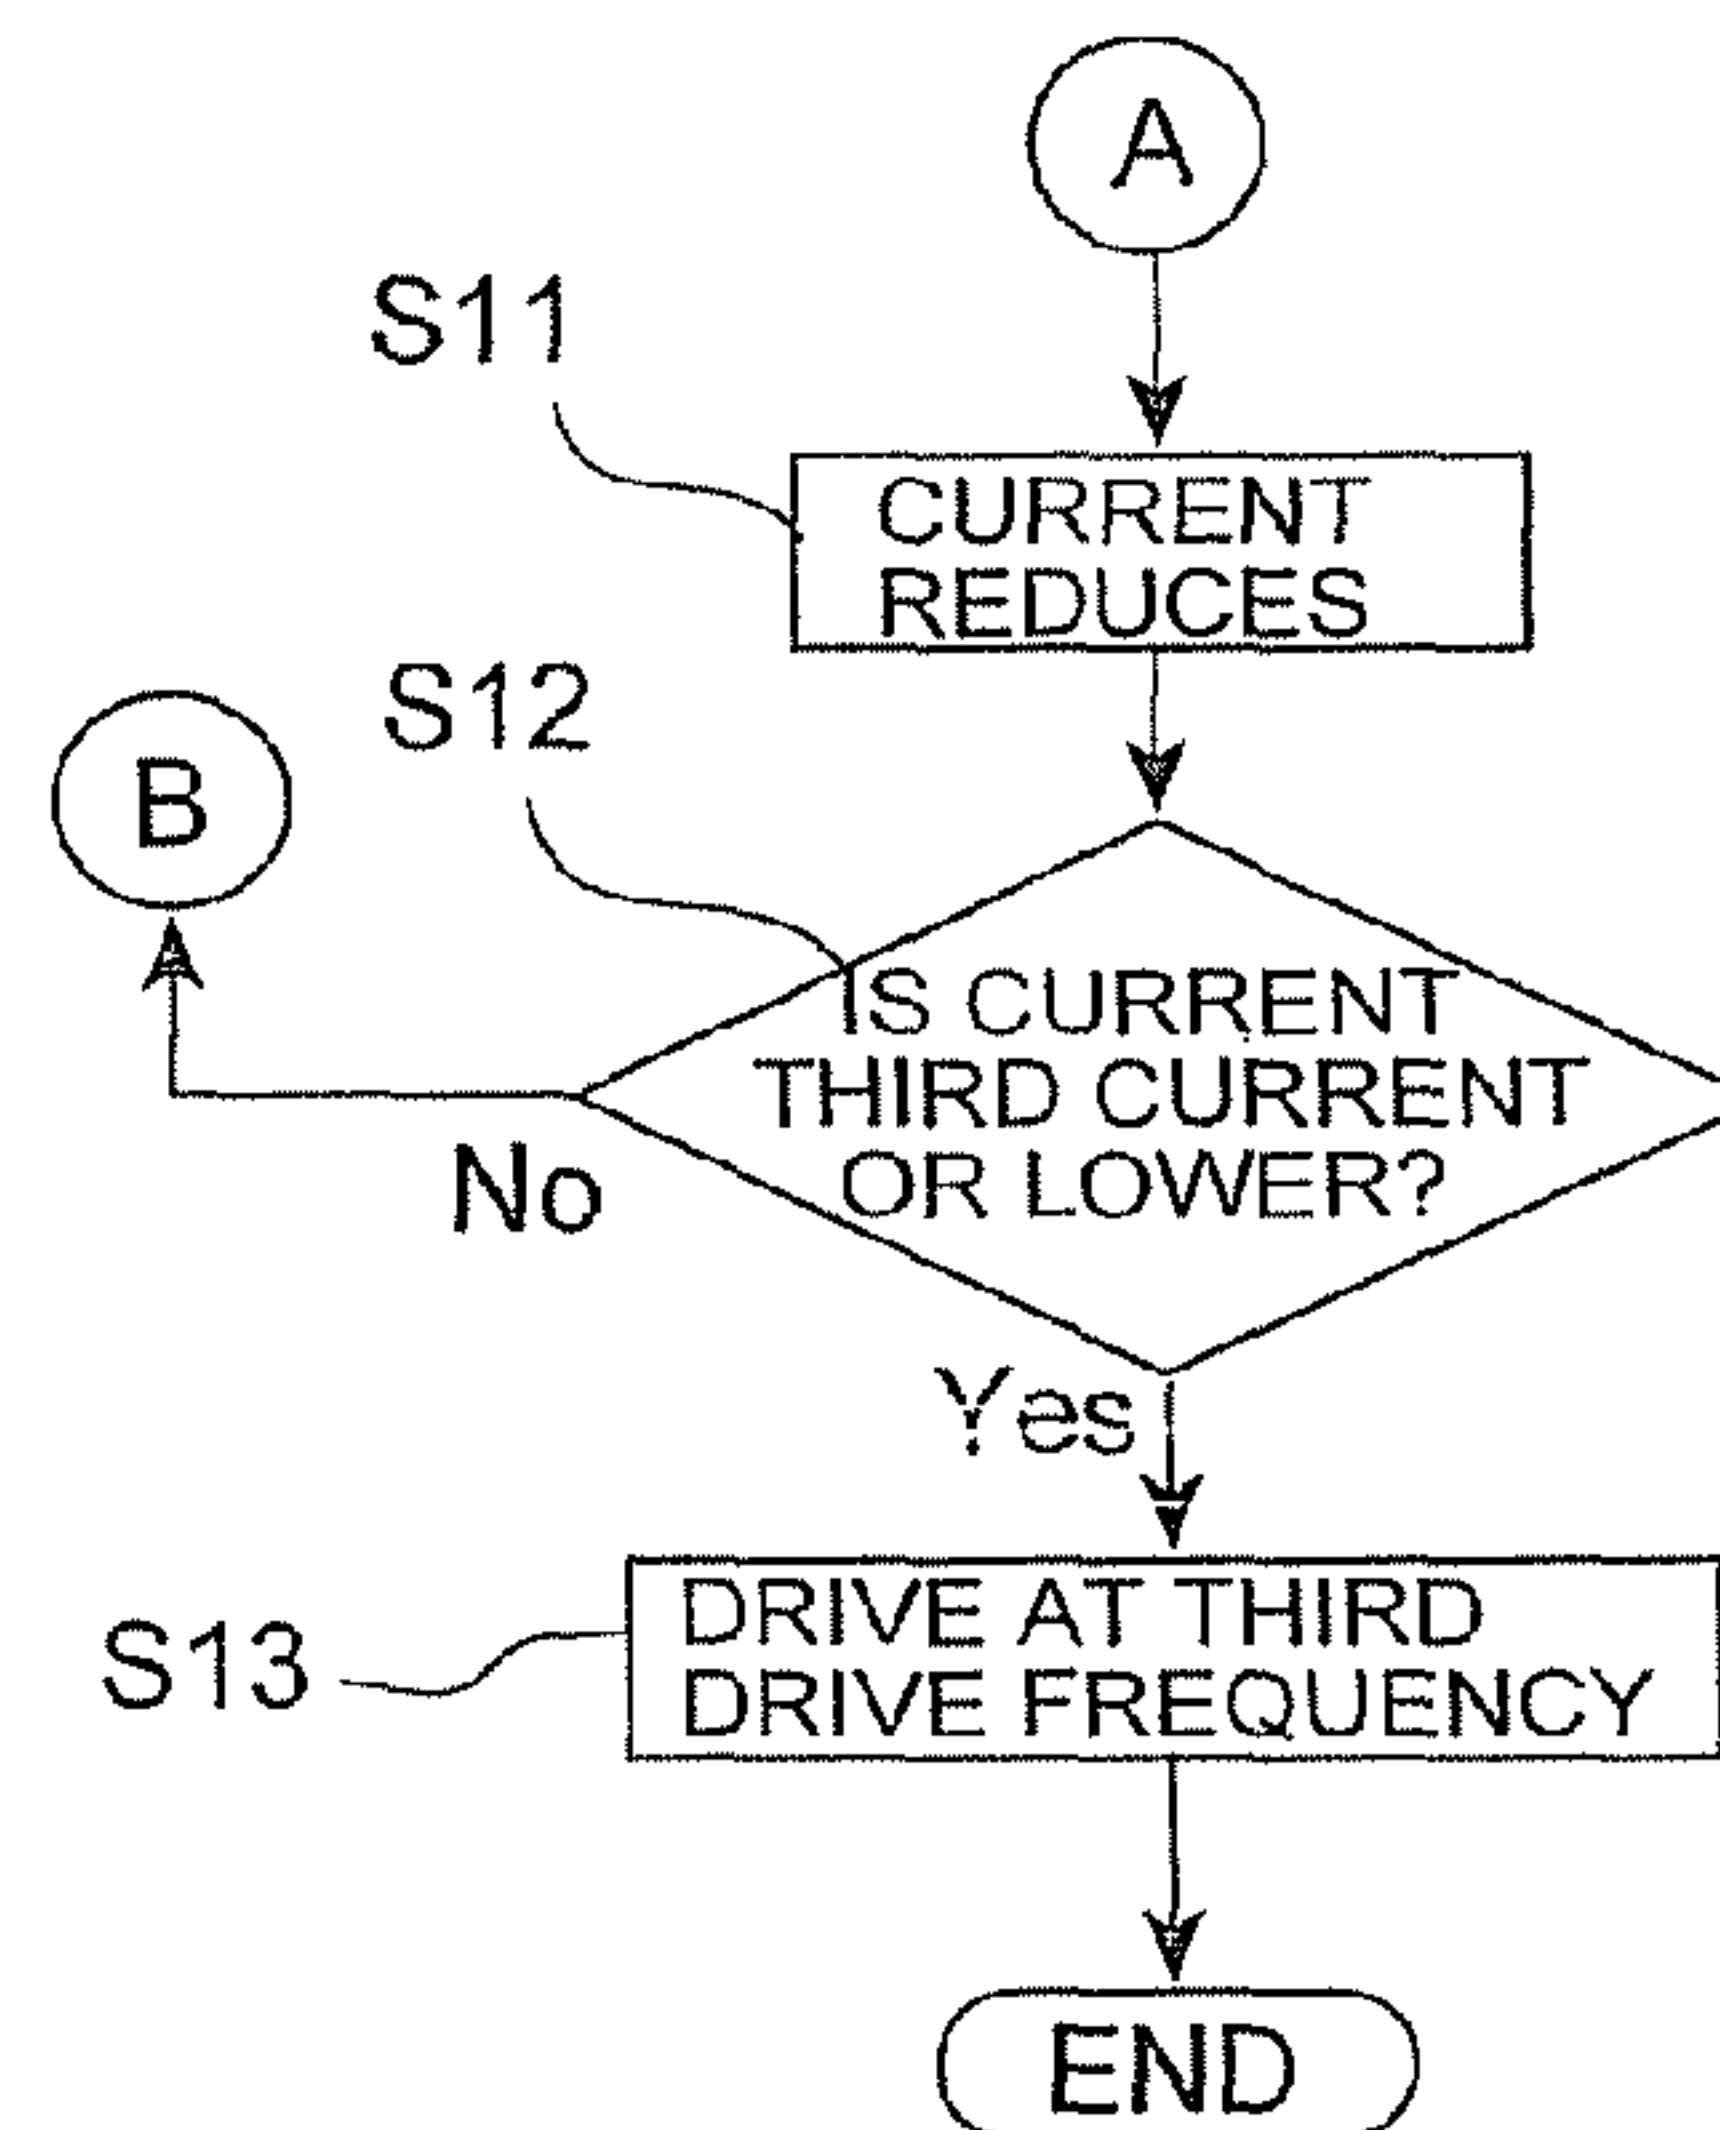 A
S11
CURRENT
REDUCES
S12
B
IS CURRENT
THIRD CURRENT
OR LOWER?
No
Yes
S13
DRIVE AT THIRD
DRIVE FREQUENCY
END